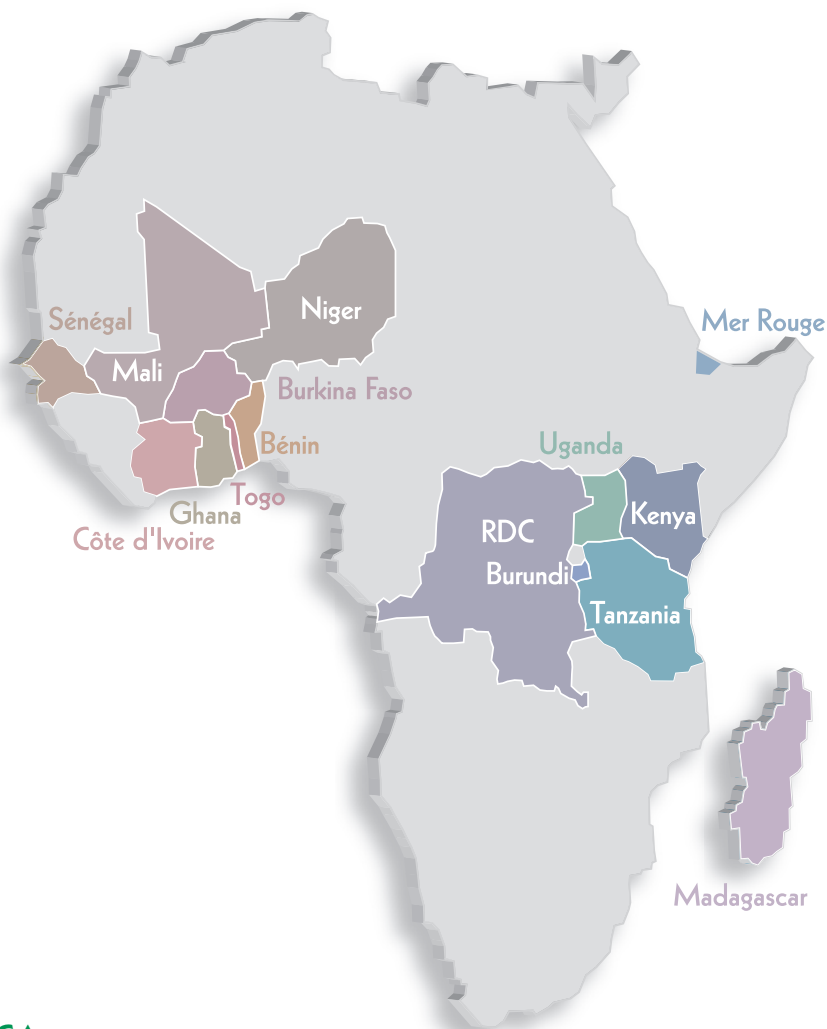 Niger
Sénégal
Mer Rouge
Mali
Burkina Faso
Bénin
Uganda
Togo
Ghana
Kenya
RDC
Côte d'Ivoire
Burundi
Tanzania
Madagascar